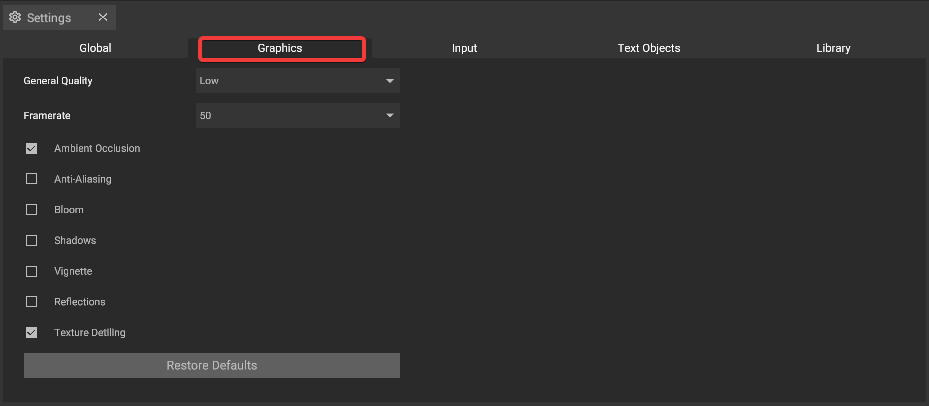 Settings
Global Graphics Input Text Objects Library
General Quality Low
Framerate 50
Ambient Occlusion
Anti-Aliasing
Bloom
Shadows
Vignette
Reflections
Texture Detiling
Restore Defaults